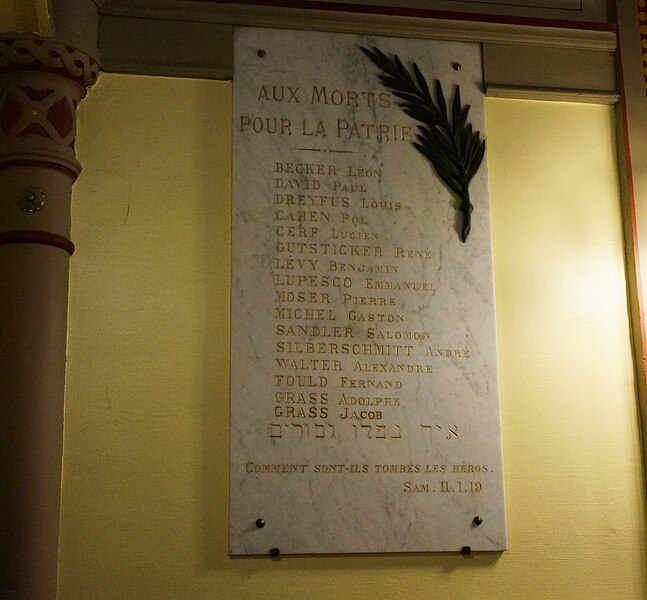 AUX MORTS
POUR LA PATRIE
BECKER LÉON
DAVID PAUL
DREYFUS LOUIS
CAHEN POL
CERF LUCIEN
GUTSTICKER RENÉ
LÉVY BENJAMIN
LUPESCO EMMANUEL
MOSER PIERRE
MICHEL GASTON
SANDLER SALOMON
SILBERSCHMITT ANDRÉ
WALTER ALEXANDRE
FOULD FERNAND
GRASS ADOLPHE
GRASS JACOB
איך נפלו גבורים
COMMENT SONT-ILS TOMBÉS LES HÉROS.
SAM. II.1.19